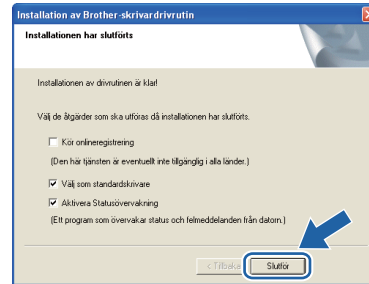 Installation av Brother-skrivardrivrutin
Installationen har slutförts
Installationen av drivrutinen är klar!
Välj de åtgärder som ska utföras då installationen har slutförts.
Kör onlineregistrering
(Den här tjänsten är eventuellt inte tillgänglig i alla länder.)
Välj som standardskrivare
Aktivera Statusövervakning
(Ett program som övervakar status och felmeddelanden från datorn.)
< Tillbaka
Slutför